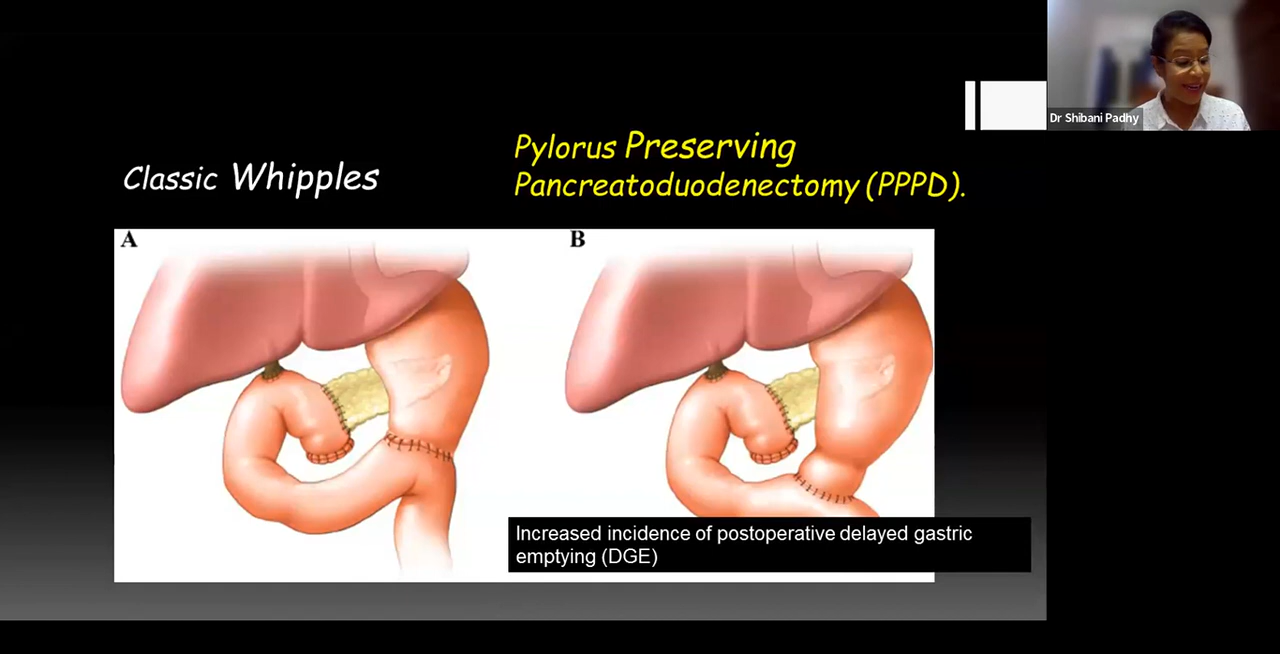 Dr Shibani Padhy
Classic Whipples
Pylorus Preserving
Pancreatoduodenectomy (PPPD).
A
B
Increased incidence of postoperative delayed gastric
emptying (DGE)